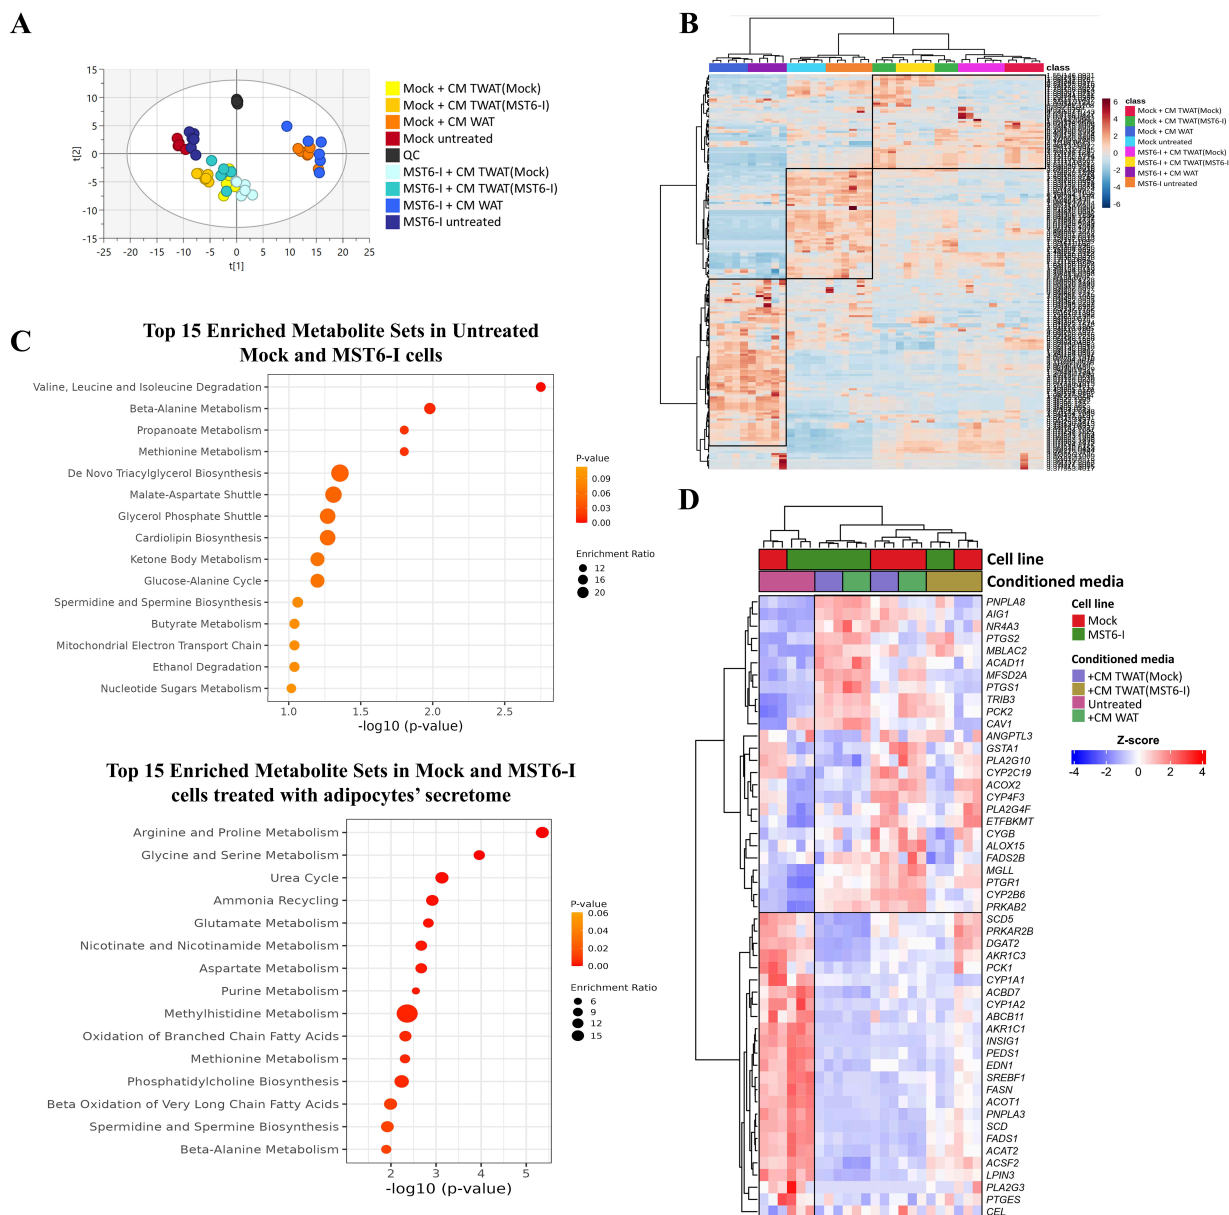 A
15
10
5
0
-5
-10
-15
t[2]
-25
-20
-15
-10
-5
0
5
10
15
20
25
t[1]
Mock + CM TWAT(Mock)
Mock + CM TWAT(MST6-I)
Mock + CM WAT
Mock untreated
QC
MST6-I + CM TWAT(Mock)
MST6-I + CM TWAT(MST6-I)
MST6-I + CM WAT
MST6-I untreated
B
class
6
4
2
0
-2
-4
-6
class
Mock + CM TWAT(Mock)
Mock + CM TWAT(MST6-I)
Mock + CM WAT
Mock untreated
MST6-I + CM TWAT(Mock)
MST6-I + CM TWAT(MST6-I
MST6-I + CM WAT
MST6-I untreated
C
Top 15 Enriched Metabolite Sets in Untreated
Mock and MST6-I cells
Valine, Leucine and Isoleucine Degradation
Beta-Alanine Metabolism
Propanoate Metabolism
Methionine Metabolism
De Novo Triacylglycerol Biosynthesis
Malate-Aspartate Shuttle
Glycerol Phosphate Shuttle
Cardiolipin Biosynthesis
Ketone Body Metabolism
Glucose-Alanine Cycle
Spermidine and Spermine Biosynthesis
Butyrate Metabolism
Mitochondrial Electron Transport Chain
Ethanol Degradation
Nucleotide Sugars Metabolism
1.0
1.5
2.0
2.5
-log10 (p-value)
P-value
0.09
0.06
0.03
0.00
Enrichment Ratio
12
16
20
Top 15 Enriched Metabolite Sets in Mock and MST6-I
cells treated with adipocytes’ secretome
Arginine and Proline Metabolism
Glycine and Serine Metabolism
Urea Cycle
Ammonia Recycling
Glutamate Metabolism
Nicotinate and Nicotinamide Metabolism
Aspartate Metabolism
Purine Metabolism
Methylhistidine Metabolism
Oxidation of Branched Chain Fatty Acids
Methionine Metabolism
Phosphatidylcholine Biosynthesis
Beta Oxidation of Very Long Chain Fatty Acids
Spermidine and Spermine Biosynthesis
Beta-Alanine Metabolism
2
3
4
5
-log10 (p-value)
P-value
0.06
0.04
0.02
0.00
Enrichment Ratio
6
9
12
15
D
Cell line
Conditioned media
PNPLA8
AIG1
NR4A3
PTGS2
MBLAC2
ACAD11
MFSD2A
PTGS1
TRIB3
PCK2
CAV1
ANGPTL3
GSTA1
PLA2G10
CYP2C19
ACOX2
CYP4F3
PLA2G4F
ETFBKMT
CYGB
ALOX15
FADS2B
MGLL
PTGR1
CYP2B6
PRKAB2
SCD5
PRKAR2B
DGAT2
AKR1C3
PCK1
CYP1A1
ACBD7
CYP1A2
ABCB11
AKR1C1
INSIG1
PEDS1
EDN1
SREBF1
FASN
ACOT1
PNPLA3
SCD
FADS1
ACAT2
ACSF2
LPIN3
PLA2G3
PTGES
CEL
Cell line
Mock
MST6-I
Conditioned media
+CM TWAT(Mock)
+CM TWAT(MST6-I)
Untreated
+CM WAT
Z-score
-4
-2
0
2
4